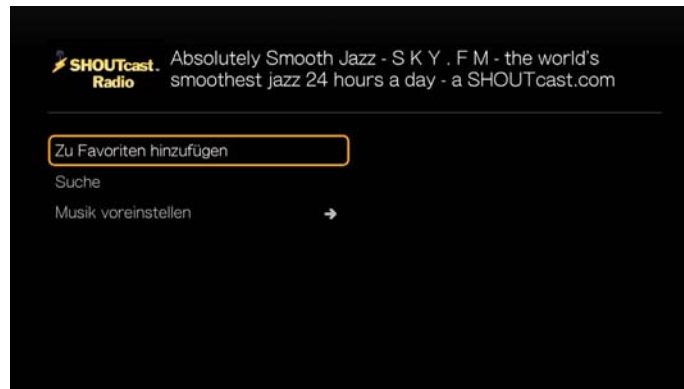 SHOUTcast.
Radio
Absolutely Smooth Jazz - S K Y . F M - the world's
smoothest jazz 24 hours a day - a SHOUTcast.com
Zu Favoriten hinzufügen
Suche
Musik voreinstellen